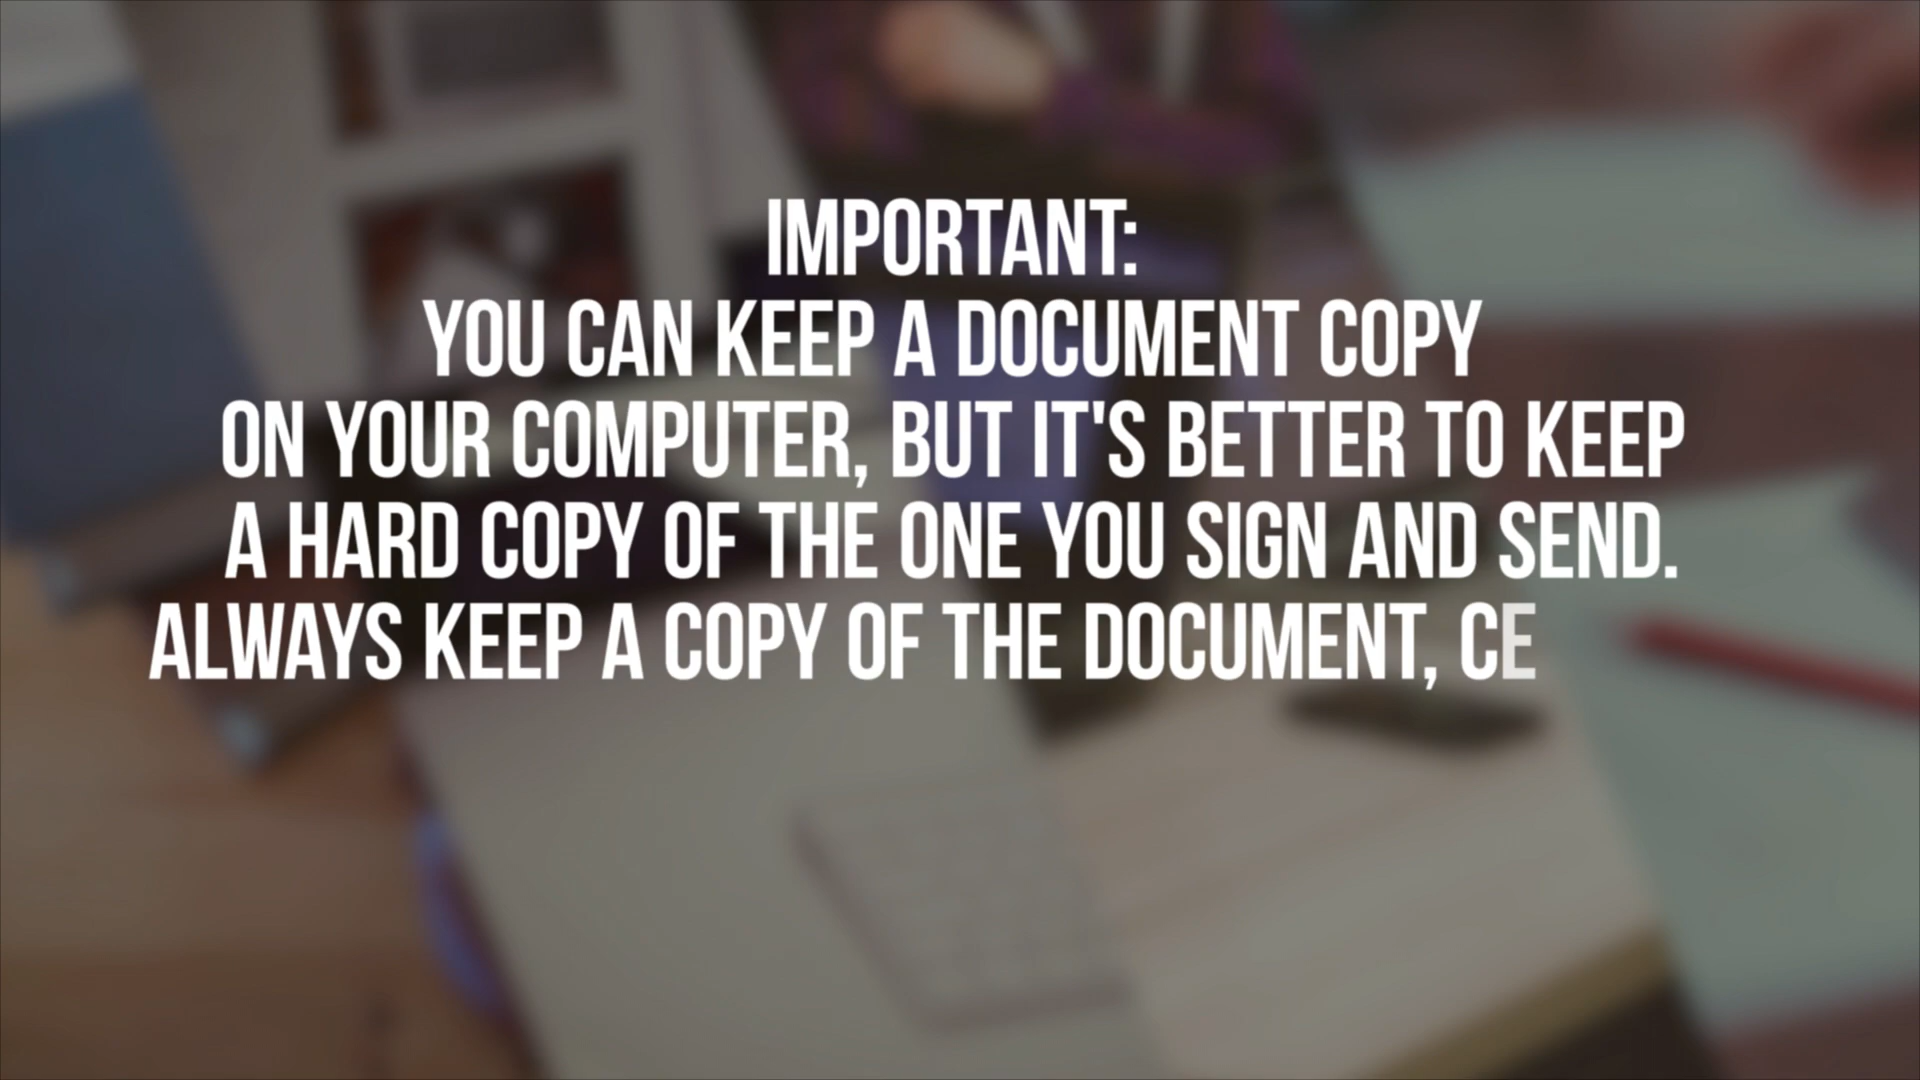 IMPORTANT:
YOU CAN KEEP A DOCUMENT COPY
ON YOUR COMPUTER, BUT IT'S BETTER TO KEEP
A HARD COPY OF THE ONE YOU SIGN AND SEND.
ALWAYS KEEP A COPY OF THE DOCUMENT, CE